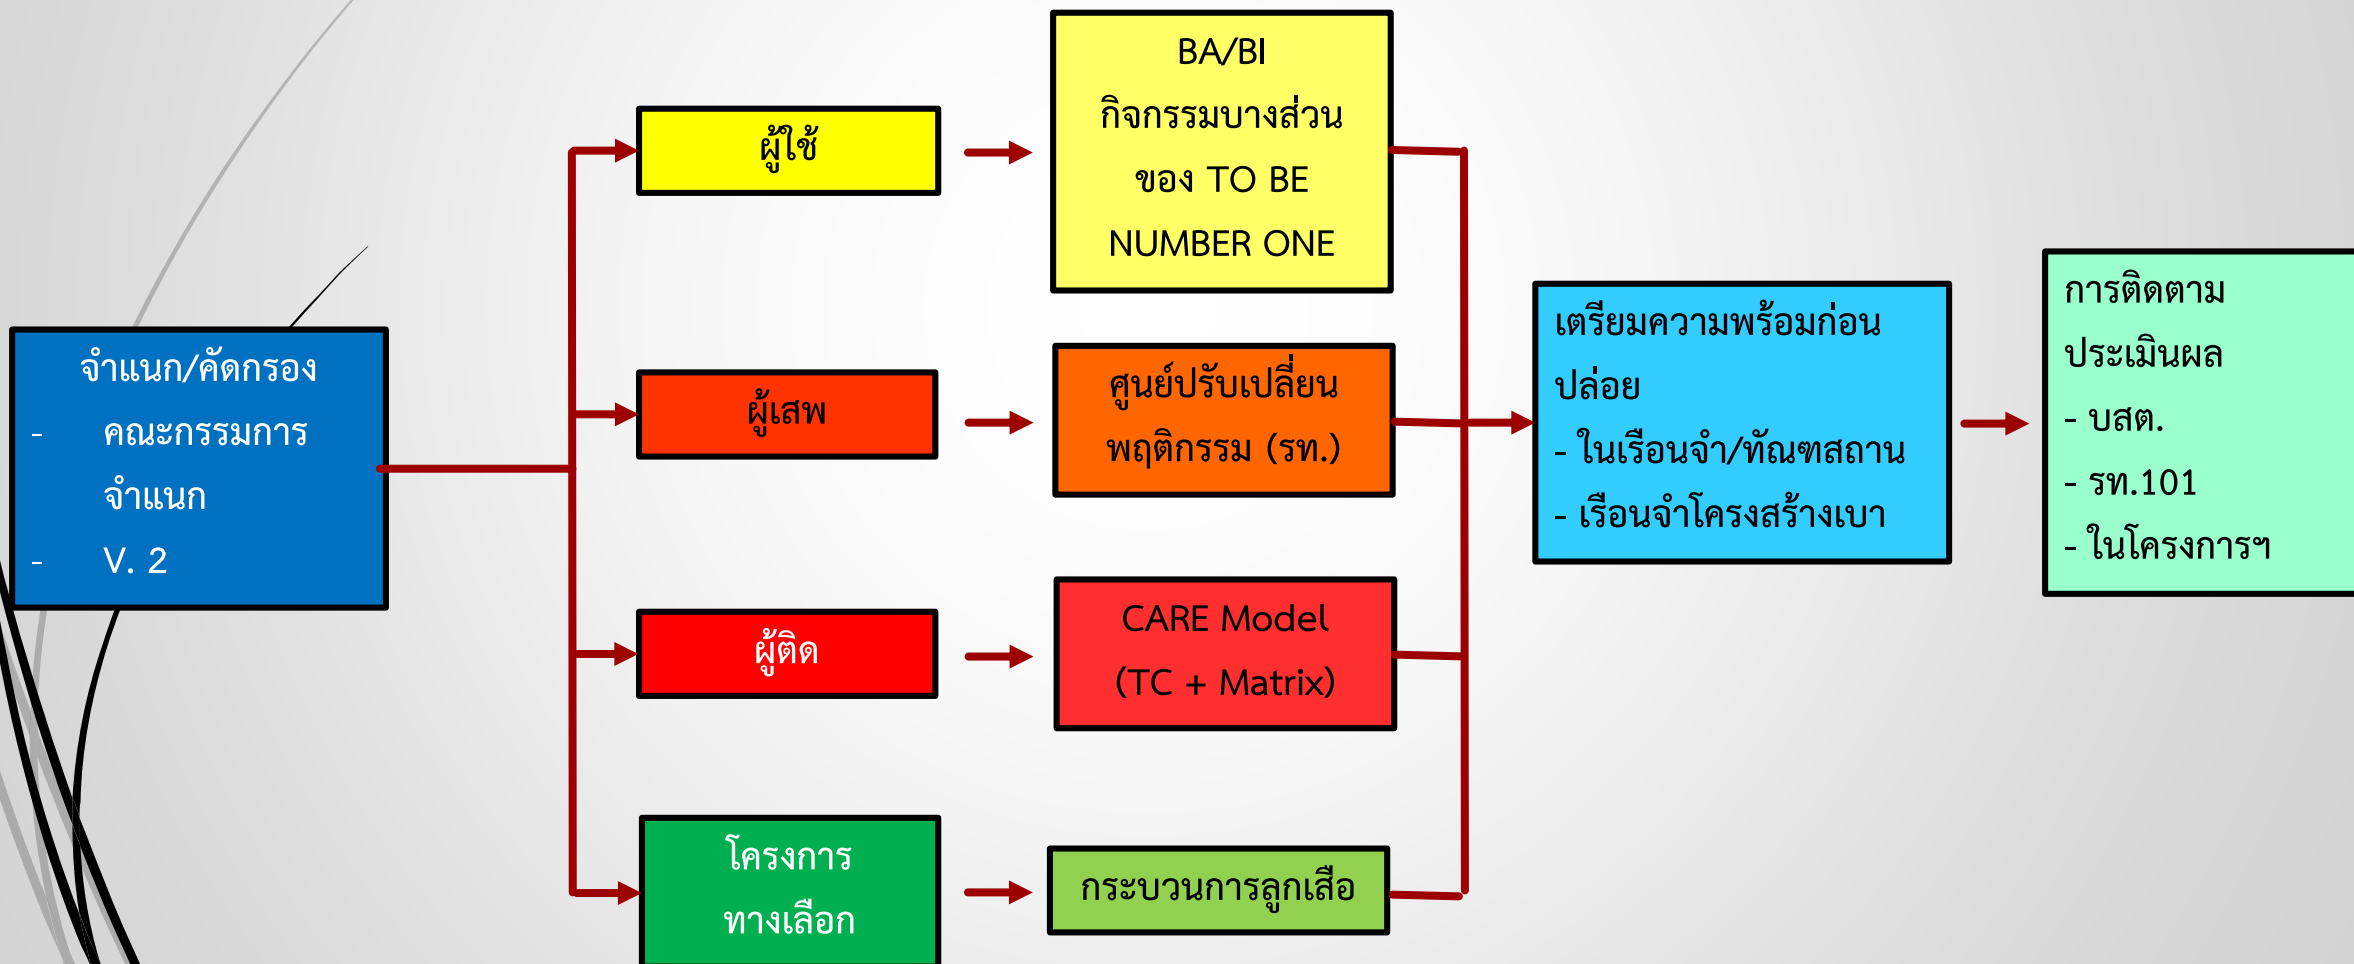 จำแนก/คัดกรอง
- คณะกรรมการ
จำแนก
- V. 2
ผู้ใช้
ผู้เสพ
ผู้ติด
โครงการ
ทางเลือก
BA/BI
กิจกรรมบางส่วน
ของ TO BE
NUMBER ONE
ศูนย์ปรับเปลี่ยน
พฤติกรรม (รท.)
CARE Model
(TC + Matrix)
กระบวนการลูกเสือ
เตรียมความพร้อมก่อน
ปล่อย
- ในเรือนจำ/ทัณฑสถาน
- เรือนจำโครงสร้างเบา
การติดตาม
ประเมินผล
- บสต.
- รท.101
- ในโครงการฯ